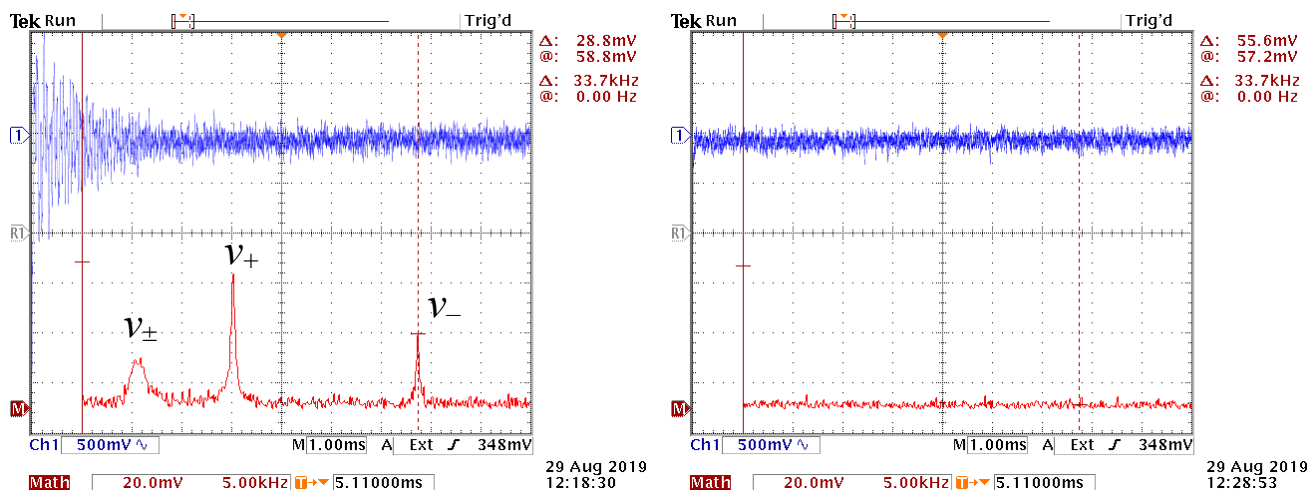 Tek Run Trig'd
Δ: 28.8mV
@: 58.8mV
Δ: 33.7kHz
@: 0.00 Hz
1
R1
ν±
ν+
ν−
M
Ch1 500mV ∿ M 1.00ms A Ext ∫ 348mV
Math 20.0mV 5.00kHz T→▼ 5.11000ms
29 Aug 2019
12:18:30
Tek Run Trig'd
Δ: 55.6mV
@: 57.2mV
Δ: 33.7kHz
@: 0.00 Hz
1
R1
M
Ch1 500mV ∿ M 1.00ms A Ext ∫ 348mV
Math 20.0mV 5.00kHz T→▼ 5.11000ms
29 Aug 2019
12:28:53